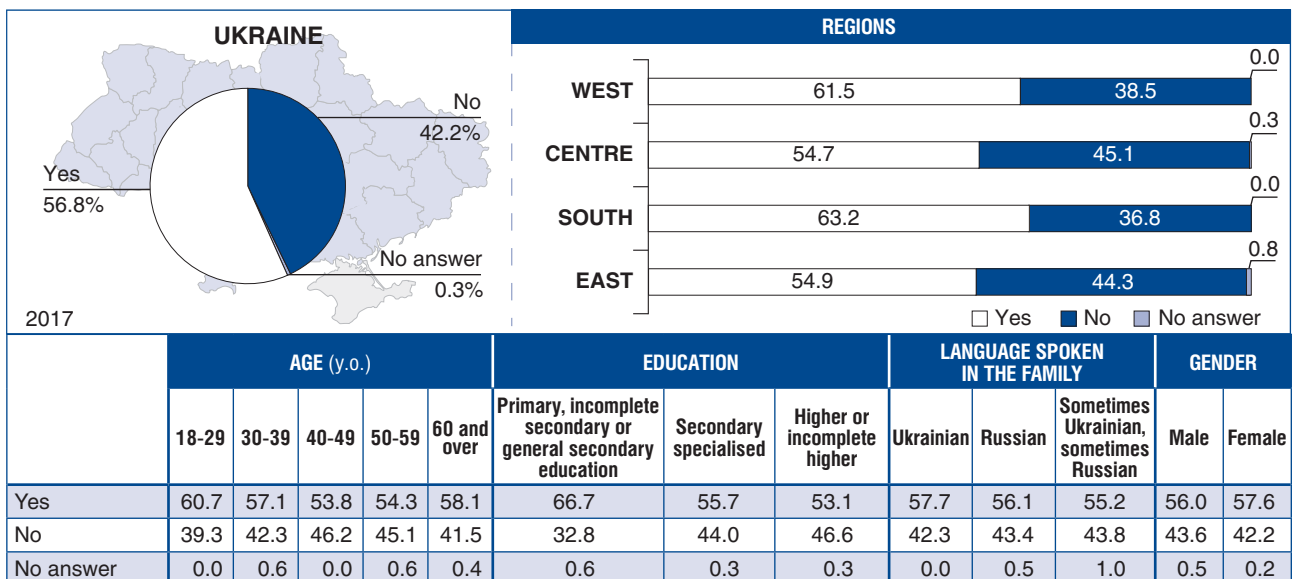 UKRAINE
No
42.2%
Yes
56.8%
No answer
0.3%
2017
REGIONS
0.0
WEST 61.5 38.5
0.3
CENTRE 54.7 45.1
0.0
SOUTH 63.2 36.8
0.8
EAST 54.9 44.3
Yes No No answer
AGE (y.o.) EDUCATION LANGUAGE SPOKEN IN THE FAMILY GENDER
18-29 30-39 40-49 50-59 60 and over Primary, incomplete secondary or general secondary education Secondary specialised Higher or incomplete higher Ukrainian Russian Sometimes Ukrainian, sometimes Russian Male Female
Yes 60.7 57.1 53.8 54.3 58.1 66.7 55.7 53.1 57.7 56.1 55.2 56.0 57.6
No 39.3 42.3 46.2 45.1 41.5 32.8 44.0 46.6 42.3 43.4 43.8 43.6 42.2
No answer 0.0 0.6 0.0 0.6 0.4 0.6 0.3 0.3 0.0 0.5 1.0 0.5 0.2